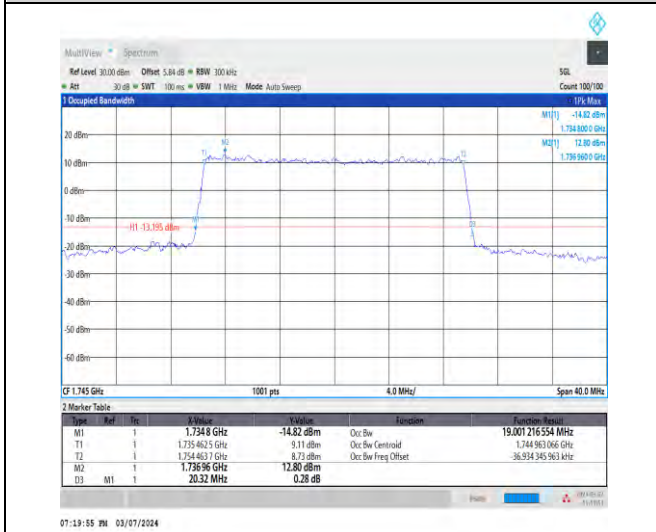 MultiView Spectrum
Ref Level 30.00 dBm Offset 5.84 dB RBW 300 kHz SGL
Att 30 dB SWT 100 ms VBW 1 MHz Mode Auto Sweep Count 100/100
1 Occupied Bandwidth 1Pk Max
M1[1] -14.82 dBm
1.734 800 0 GHz
M2[1] 12.80 dBm
1.736 960 0 GHz
20 dBm
M2
T1 T2
10 dBm
0 dBm
-10 dBm
M1 D3
H1 -13.195 dBm
-20 dBm
-30 dBm
-40 dBm
-50 dBm
-60 dBm
CF 1.745 GHz 1001 pts 4.0 MHz/ Span 40.0 MHz
2 Marker Table
Type Ref Trc X-Value Y-Value Function Function Result
M1 1 1.734 8 GHz -14.82 dBm Occ Bw 19.001 216 554 MHz
T1 1 1.735 462 5 GHz 9.11 dBm Occ Bw Centroid 1.744 963 066 GHz
T2 1 1.754 463 7 GHz 8.73 dBm Occ Bw Freq Offset -36.934 345 963 kHz
M2 1 1.736 96 GHz 12.80 dBm
D3 M1 1 20.32 MHz 0.28 dB
07:19:55 PM 03/07/2024